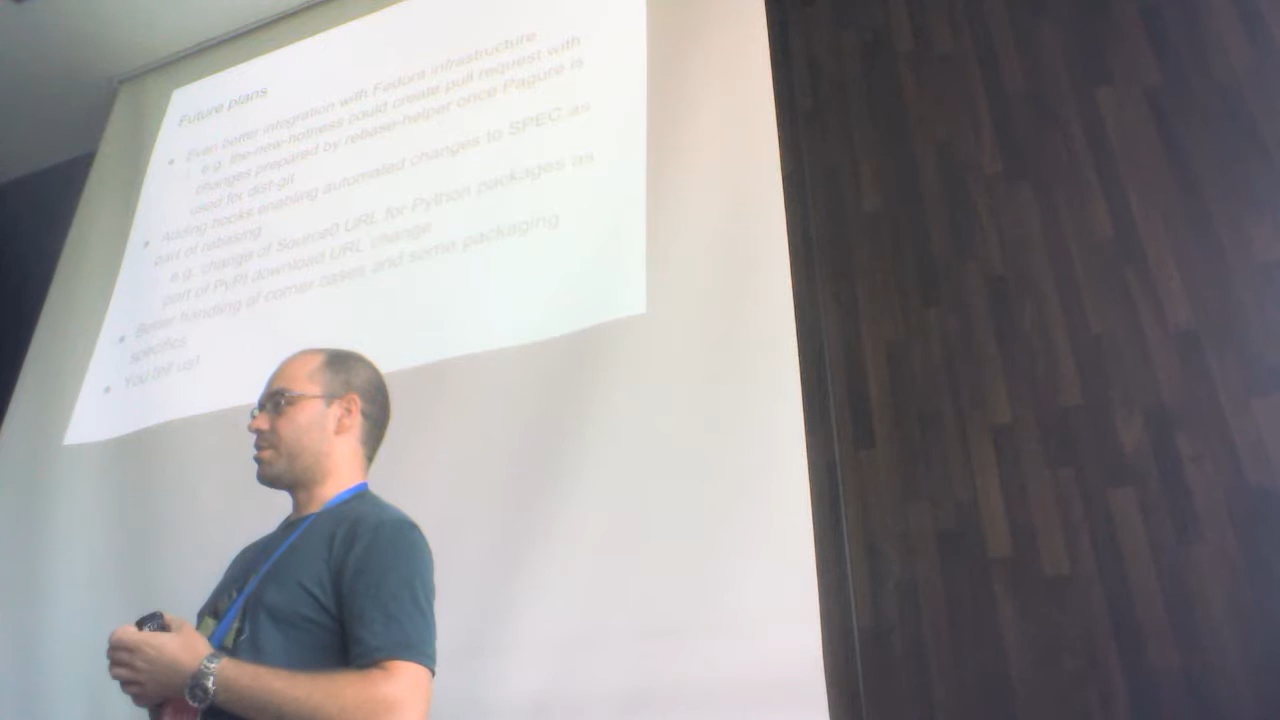 Future plans
Even better integration with Fedora infrastructure
e.g. the-new-hotness could create pull request with
changes prepared by rebase-helper once Pagure is
used for dist-git
Adding hooks enabling automated changes to SPEC as
part of rebasing
e.g. change of Source0 URL for Python packages as
part of PyPI download URL change
Better handling of corner cases and some packaging
specifics
You tell us!